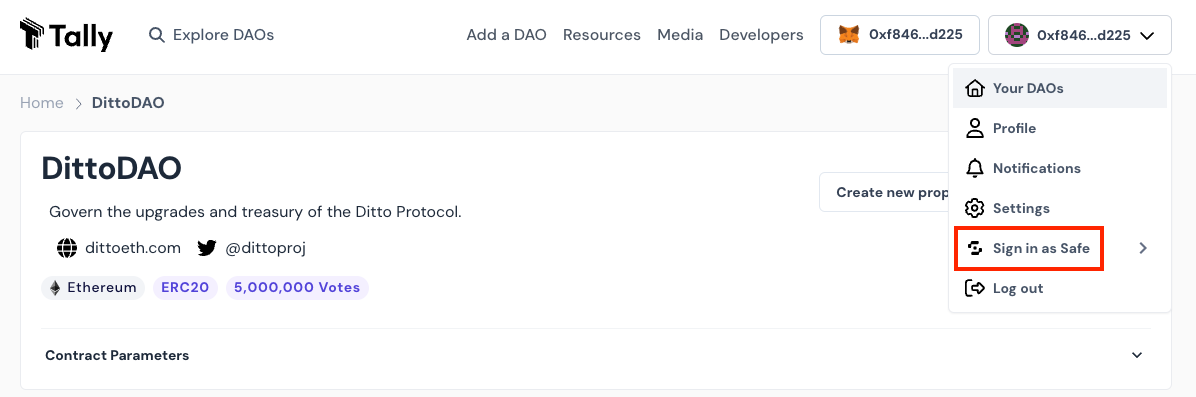 Tally
Explore DAOs
Add a DAO
Resources
Media
Developers
0xf846...d225
0xf846...d225
Your DAOs
Profile
Notifications
Settings
Sign in as Safe
Log out
Home > DittoDAO
DittoDAO
Create new prop
Govern the upgrades and treasury of the Ditto Protocol.
dittoeth.com
@dittoproj
Ethereum
ERC20
5,000,000 Votes
Contract Parameters